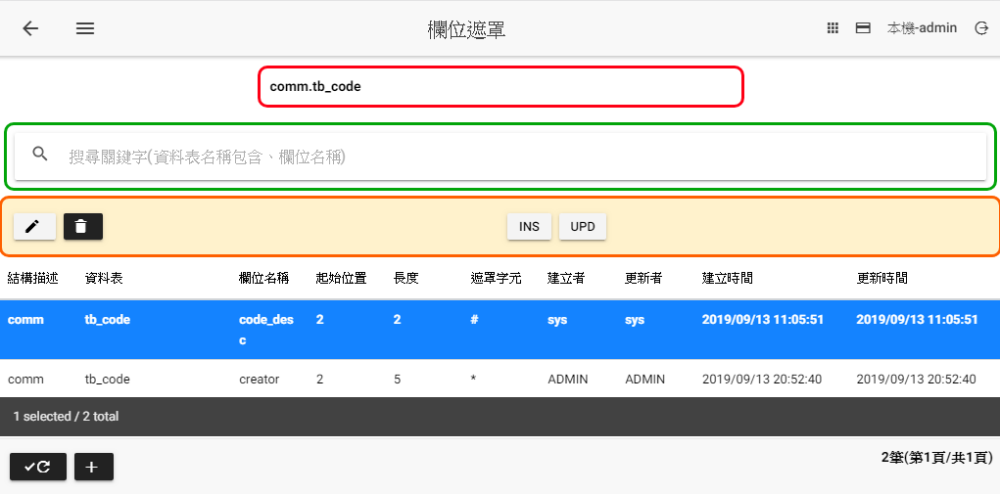 欄位遮罩
本機-admin
comm.tb_code
搜尋關鍵字(資料表名稱包含、欄位名稱)
INS UPD
結構描述 資料表 欄位名稱 起始位置 長度 遮罩字元 建立者 更新者 建立時間 更新時間
comm tb_code code_des 2 2 # sys sys 2019/09/13 11:05:51 2019/09/13 11:05:51
c
comm tb_code creator 2 5 * ADMIN ADMIN 2019/09/13 20:52:40 2019/09/13 20:52:40
1 selected / 2 total
2筆(第1頁/共1頁)